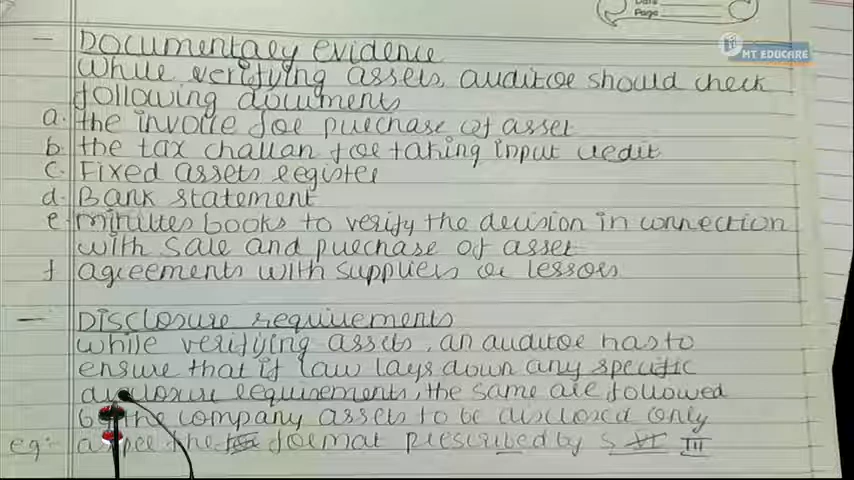 Date
Page
MT EDUCARE
- Documentary evidence
While verifying assets, auditor should check
following documents
a. the invoice for purchase of asset
b. the tax challan for taking input credit
c. Fixed assets register
d. Bank statement
e. minutes books to verify the decision in connection
with sale and purchase of asset
f agreements with suppliers or lessors
- Disclosure requirements
while verifying assets, an auditor has to
ensure that if law lays down any specific
disclosure requirements, the same are followed
by the company assets to be disclosed only
eg:- as per the format prescribed by S III